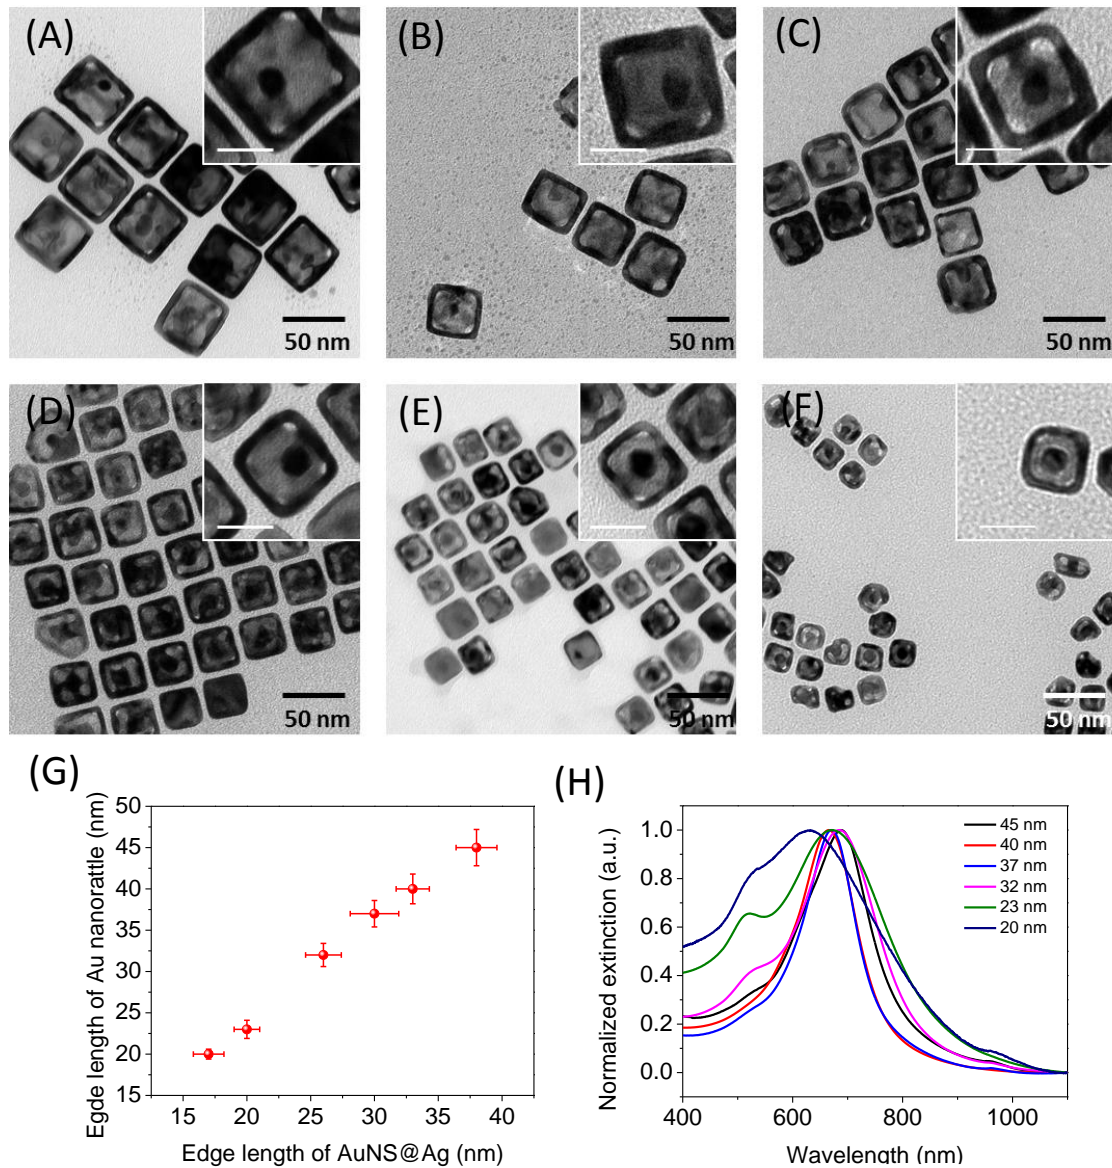 (A)
(B)
(C)
50 nm
50 nm
50 nm
(D)
(E)
(F)
50 nm
50 nm
50 nm
(G)
(H)
Egde length of Au nanorattle (nm)
50
45
40
35
30
25
20
15
15
20
25
30
35
40
Edge length of AuNS@Ag (nm)
Normalized extinction (a.u.)
1.0
0.8
0.6
0.4
0.2
0.0
45 nm
40 nm
37 nm
32 nm
23 nm
20 nm
400
600
800
1000
Wavelength (nm)